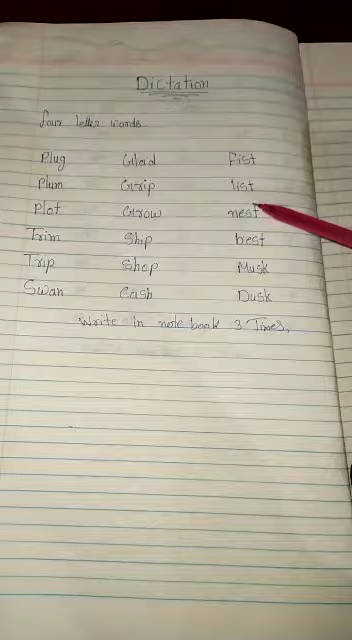 Dictation
four letter words
Plug Glad Fist
Plum Grip list
Plot Grow nest
Trim Ship best
Trip Shop Musk
Swan Cash Dusk
Write in note book 3 Times.